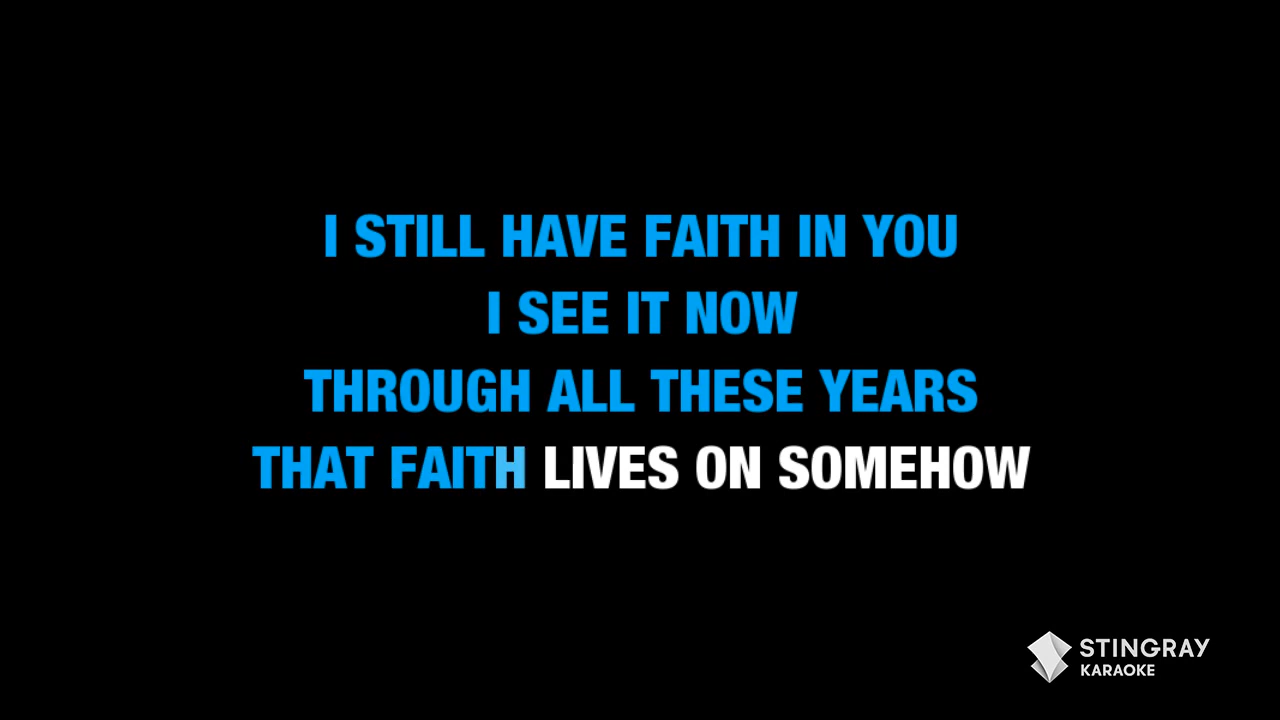 I STILL HAVE FAITH IN YOU
I SEE IT NOW
THROUGH ALL THESE YEARS
THAT FAITH LIVES ON SOMEHOW
STINGRAY
KARAOKE